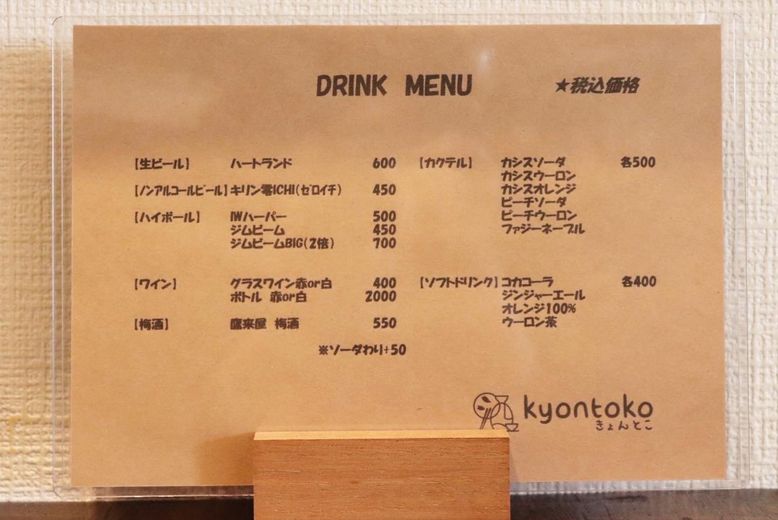 DRINK MENU ★税込価格
【生ビール】 ハートランド 600
【ノンアルコールビール】 キリン零ICHI(ゼロイチ) 450
【ハイボール】 IWハーパー 500
ジムビーム 450
ジムビームBIG(2倍) 700
【ワイン】 グラスワイン赤or白 400
ボトル 赤or白 2000
【梅酒】 鷹来屋 梅酒 550
※ソーダわり+50
【カクテル】 カシスソーダ 各500
カシスウーロン
カシスオレンジ
ピーチソーダ
ピーチウーロン
ファジーネーブル
【ソフトドリンク】 コカコーラ 各400
ジンジャーエール
オレンジ100%
ウーロン茶
kyontoko
きょんとこ